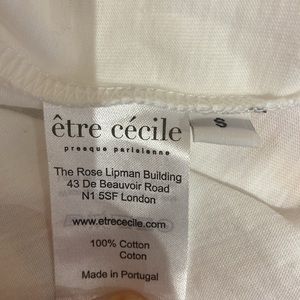 être cécile
presque parisienne
S
The Rose Lipman Building
43 De Beauvoir Road
N1 5SF London
www.etrececile.com
100% Cotton
Coton
Made in Portugal